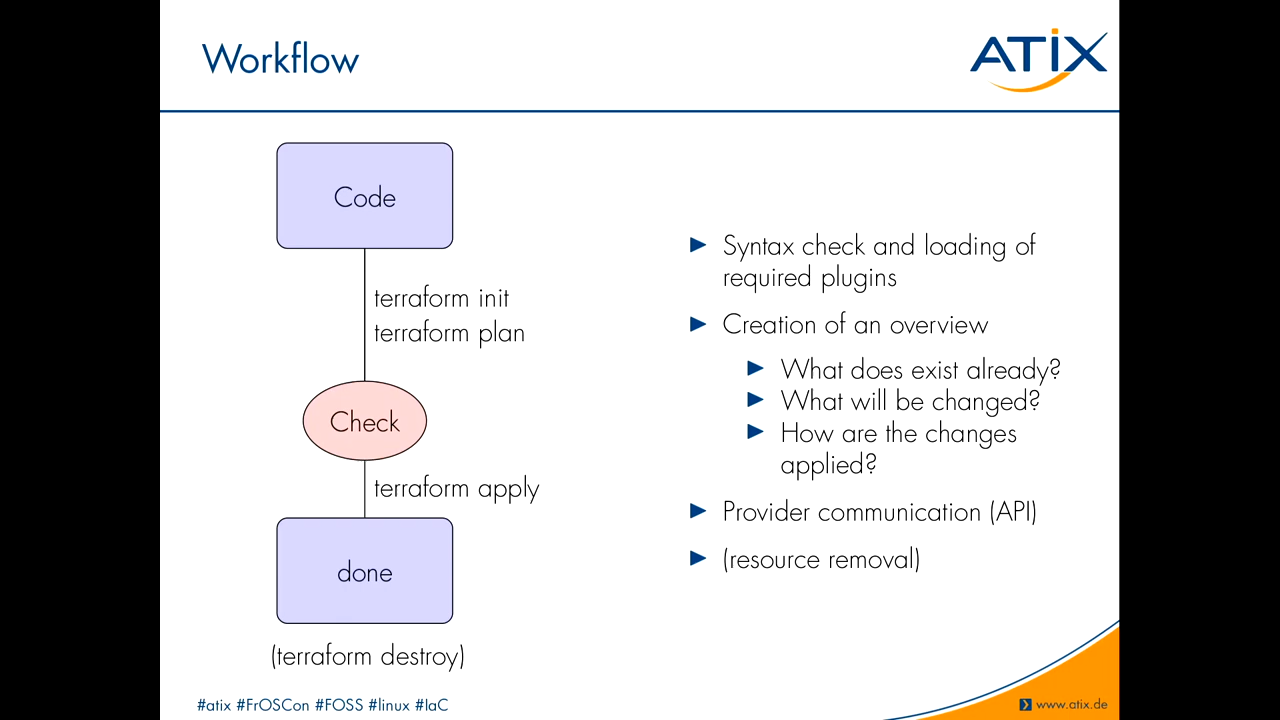 Workflow
ATIX
Code
terraform init
terraform plan
Check
terraform apply
done
(terraform destroy)
Syntax check and loading of
required plugins
Creation of an overview
What does exist already?
What will be changed?
How are the changes
applied?
Provider communication (API)
(resource removal)
#atix #FrOSCon #FOSS #linux #IaC
www.atix.de